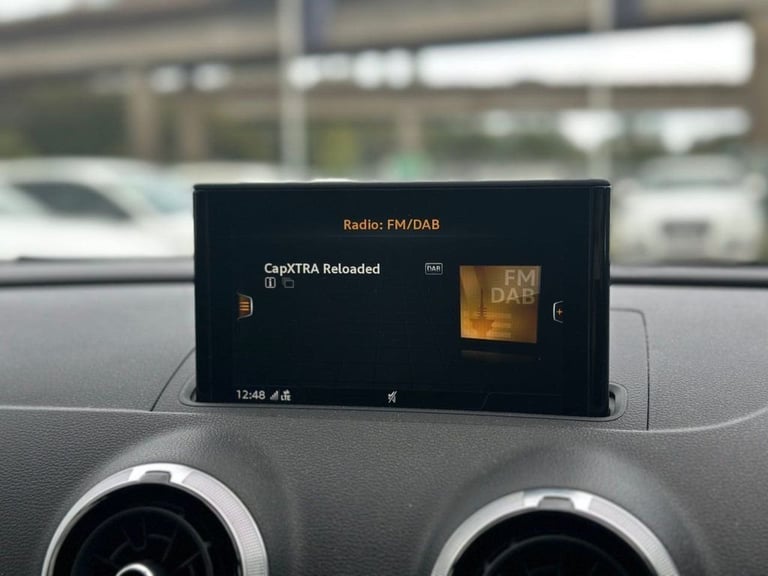 Radio: FM/DAB
CapXTRA Reloaded
DAB
FM
DAB
12:48
LTE